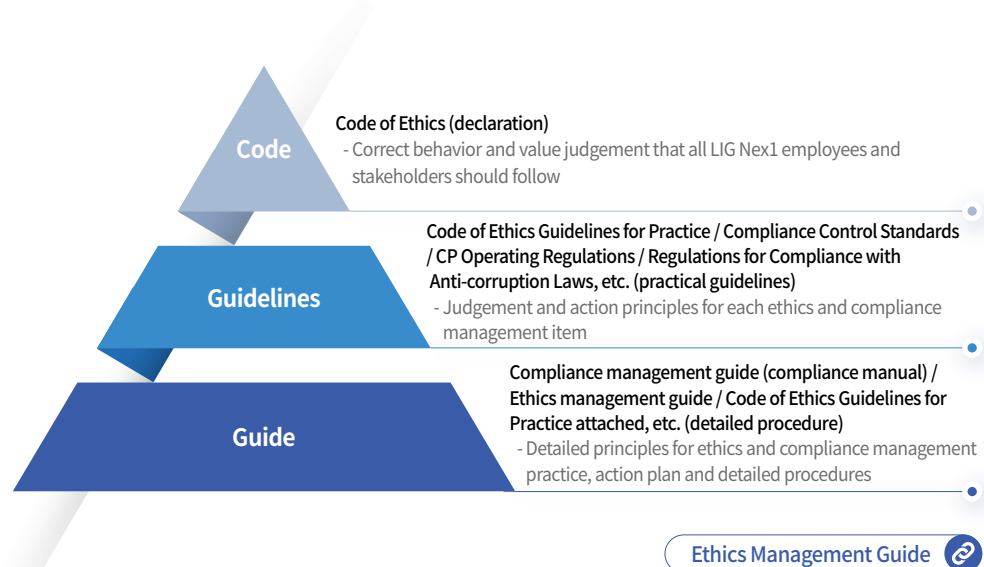 Code
Code of Ethics (declaration)
- Correct behavior and value judgement that all LIG Nex1 employees and
stakeholders should follow
Guidelines
Code of Ethics Guidelines for Practice / Compliance Control Standards
/ CP Operating Regulations / Regulations for Compliance with
Anti-corruption Laws, etc. (practical guidelines)
- Judgement and action principles for each ethics and compliance
management item
Guide
Compliance management guide (compliance manual) /
Ethics management guide / Code of Ethics Guidelines for
Practice attached, etc. (detailed procedure)
- Detailed principles for ethics and compliance management
practice, action plan and detailed procedures
Ethics Management Guide